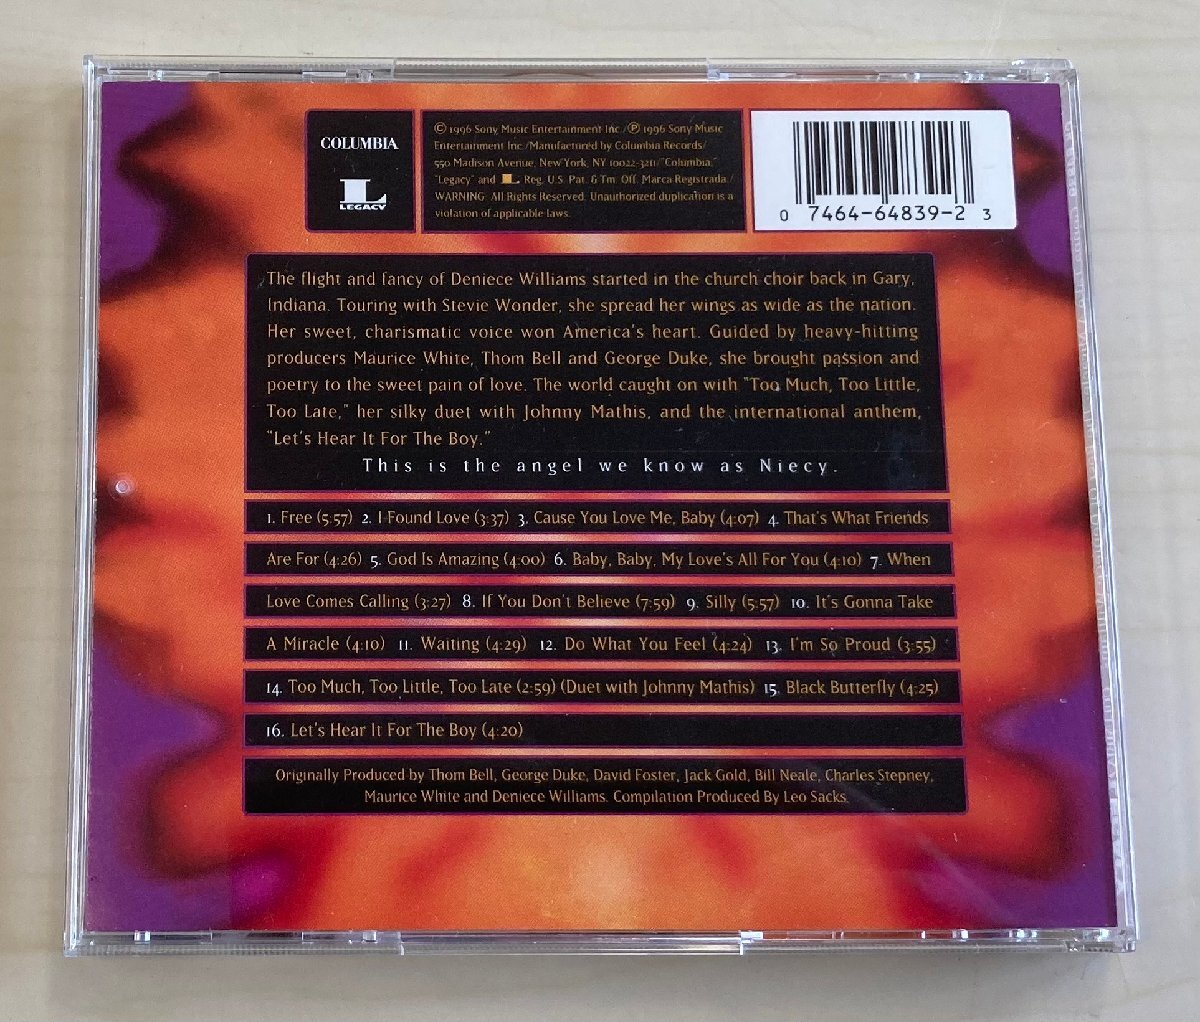 COLUMBIA
LEGACY
© 1996 Sony Music Entertainment Inc./℗ 1996 Sony Music
Entertainment Inc./Manufactured by Columbia Records/
550 Madison Avenue, New York, NY 10022-3211/"Columbia,"
"Legacy" and L Reg. U.S. Pat. & Tm. Off. Marca Registrada./
WARNING: All Rights Reserved. Unauthorized duplication is a
violation of applicable laws.
0 7464-64839-2 3
The flight and fancy of Deniece Williams started in the church choir back in Gary,
Indiana. Touring with Stevie Wonder, she spread her wings as wide as the nation.
Her sweet, charismatic voice won America's heart. Guided by heavy-hitting
producers Maurice White, Thom Bell and George Duke, she brought passion and
poetry to the sweet pain of love. The world caught on with "Too Much, Too Little,
Too Late," her silky duet with Johnny Mathis, and the international anthem,
"Let's Hear It For The Boy."
This is the angel we know as Niecy.
1. Free (5:57) 2. I Found Love (3:37) 3. Cause You Love Me, Baby (4:07) 4. That's What Friends
Are For (4:26) 5. God Is Amazing (4:00) 6. Baby, Baby, My Love's All For You (4:10) 7. When
Love Comes Calling (3:27) 8. If You Don't Believe (7:59) 9. Silly (5:57) 10. It's Gonna Take
A Miracle (4:10) 11. Waiting (4:29) 12. Do What You Feel (4:24) 13. I'm So Proud (3:55)
14. Too Much, Too Little, Too Late (2:59) (Duet with Johnny Mathis) 15. Black Butterfly (4:25)
16. Let's Hear It For The Boy (4:20)
Originally Produced by Thom Bell, George Duke, David Foster, Jack Gold, Bill Neale, Charles Stepney,
Maurice White and Deniece Williams. Compilation Produced By Leo Sacks.